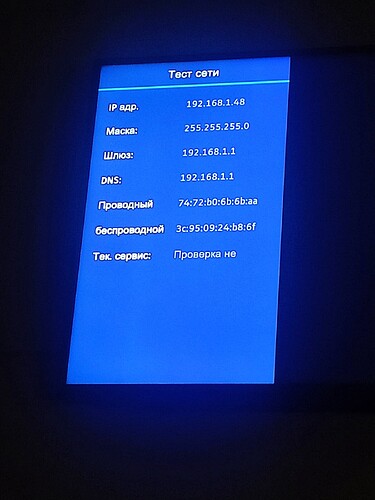 Тест сети
IP адр. 192.168.1.48
Маска: 255.255.255.0
Шлюз: 192.168.1.1
DNS: 192.168.1.1
Проводный 74:72:b0:6b:6b:aa
беспроводной 3c:95:09:24:b8:6f
Тек. сервис: Проверка не